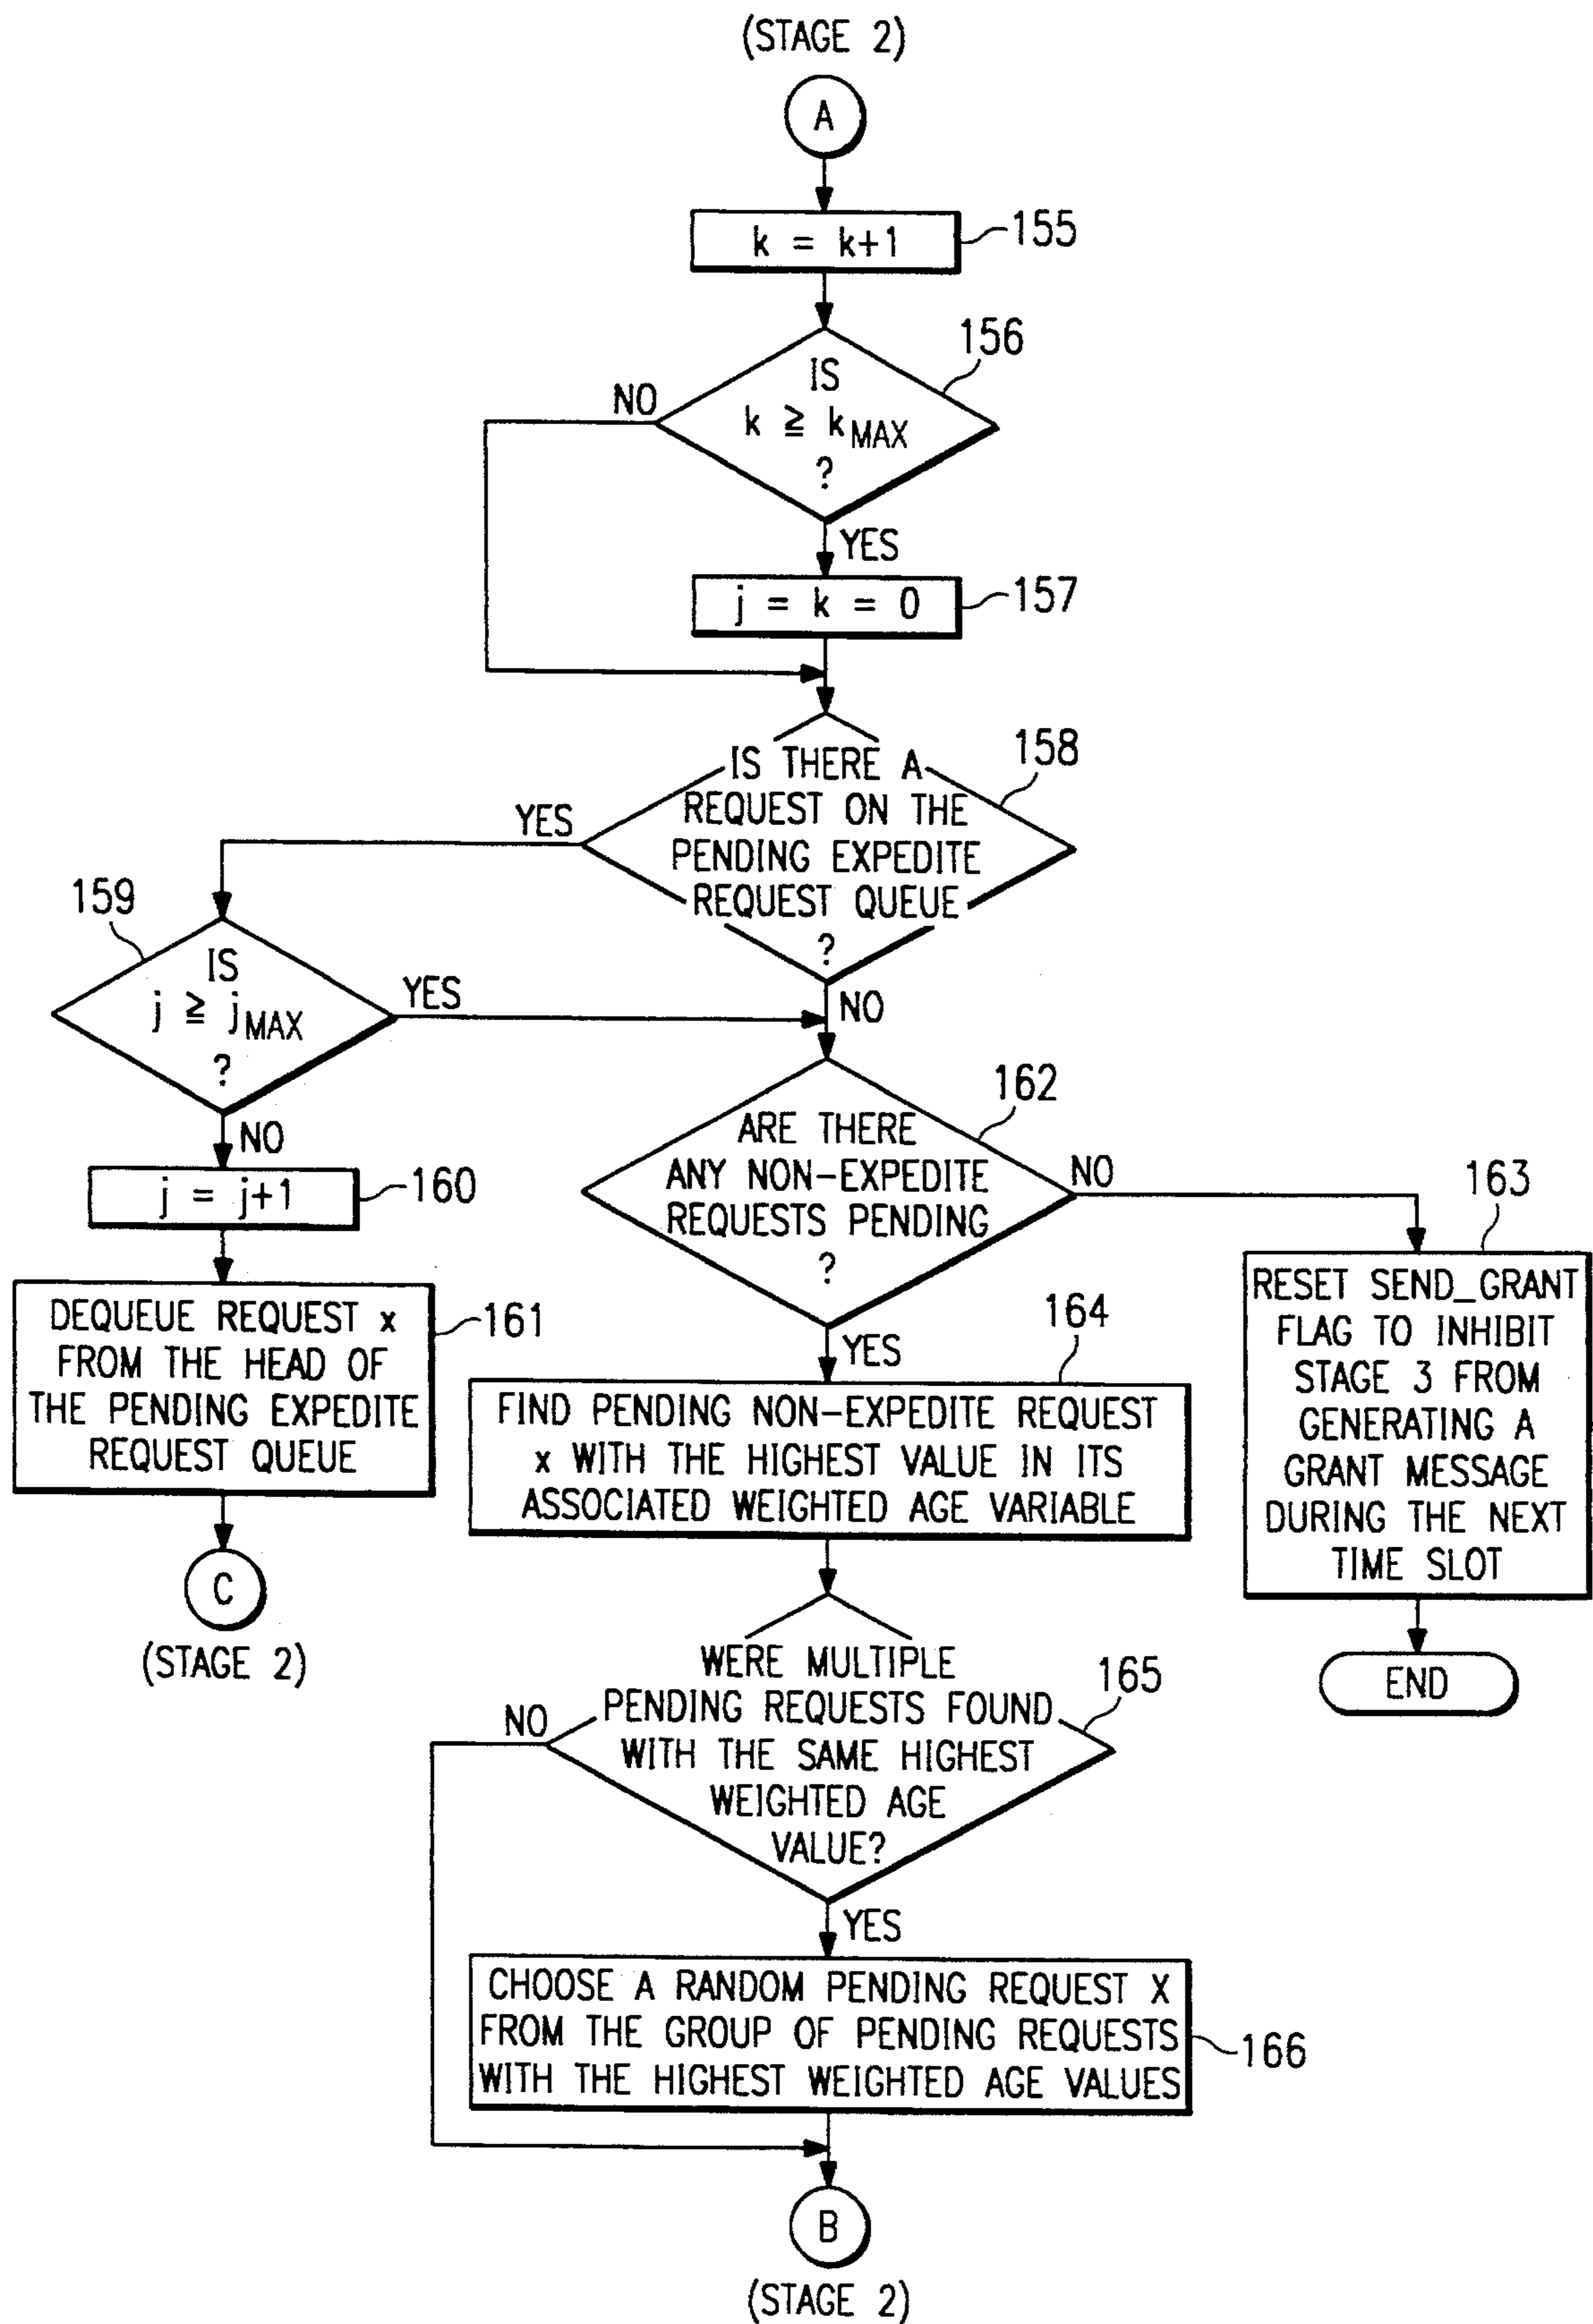 (STAGE 2)
A
k = k+1
155
IS
k ≧ kMAX
?
156
NO
YES
j = k = 0
157
IS THERE A
REQUEST ON THE
PENDING EXPEDITE
REQUEST QUEUE
?
158
YES
NO
159
IS
j ≧ jMAX
?
YES
NO
j = j+1
160
DEQUEUE REQUEST x
FROM THE HEAD OF
THE PENDING EXPEDITE
REQUEST QUEUE
161
C
(STAGE 2)
162
ARE THERE
ANY NON-EXPEDITE
REQUESTS PENDING
?
NO
YES
163
RESET SEND_GRANT
FLAG TO INHIBIT
STAGE 3 FROM
GENERATING A
GRANT MESSAGE
DURING THE NEXT
TIME SLOT
END
164
FIND PENDING NON-EXPEDITE REQUEST
x WITH THE HIGHEST VALUE IN ITS
ASSOCIATED WEIGHTED AGE VARIABLE
WERE MULTIPLE
PENDING REQUESTS FOUND
WITH THE SAME HIGHEST
WEIGHTED AGE
VALUE?
165
NO
YES
CHOOSE A RANDOM PENDING REQUEST X
FROM THE GROUP OF PENDING REQUESTS
WITH THE HIGHEST WEIGHTED AGE VALUES
166
B
(STAGE 2)